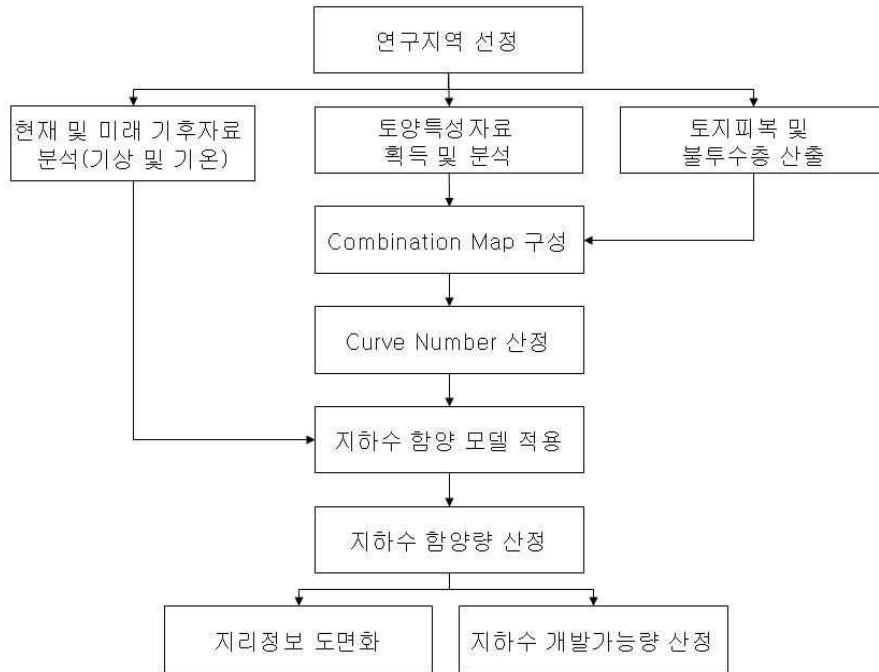 연구지역 선정
현재 및 미래 기후자료
분석(기상 및 기온)
토양특성자료
획득 및 분석
토지피복 및
불투수층 산출
Combination Map 구성
Curve Number 산정
지하수 함양 모델 적용
지하수 함양량 산정
지리정보 도면화
지하수 개발가능량 산정